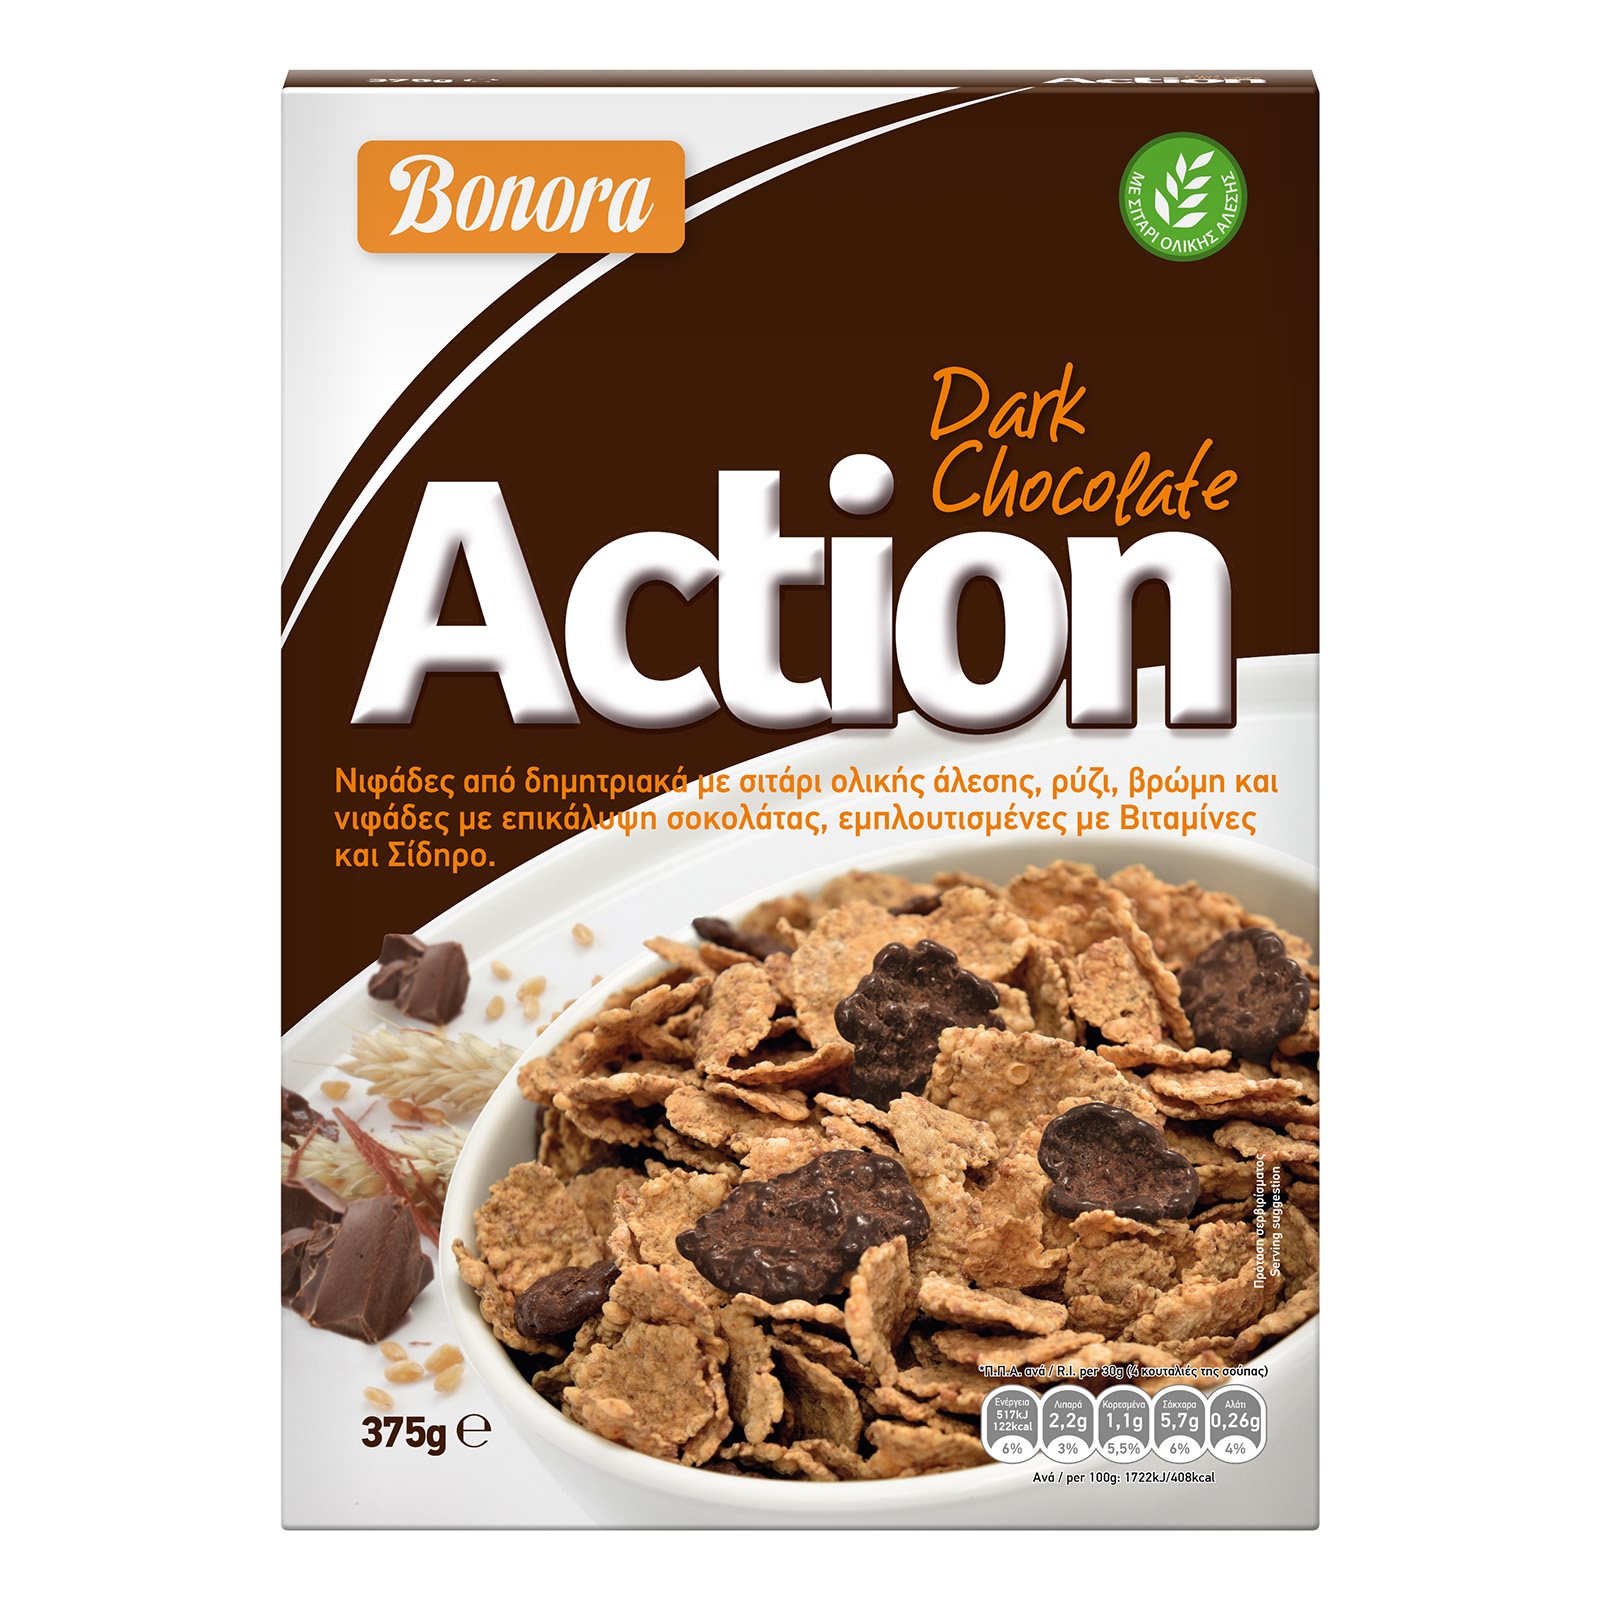 375g ℮
Action
Bonora
ΜΕ ΣΙΤΑΡΙ ΟΛΙΚΗΣ ΑΛΕΣΗΣ
Dark
Chocolate
Action
Νιφάδες από δημητριακά με σιτάρι ολικής άλεσης, ρύζι, βρώμη και
νιφάδες με επικάλυψη σοκολάτας, εμπλουτισμένες με Βιταμίνες
και Σίδηρο.
Πρόταση σερβιρίσματος
Serving suggestion
*Π.Π.Α. ανά / R.I. per 30g (4 κουταλιές της σούπας)
Ενέργεια Λιπαρά Κορεσμένα Σάκχαρα Αλάτι
517kJ
122kcal 2,2g 1,1g 5,7g 0,26g
6% 3% 5,5% 6% 4%
Ανά / per 100g: 1722kJ/408kcal
375g ℮